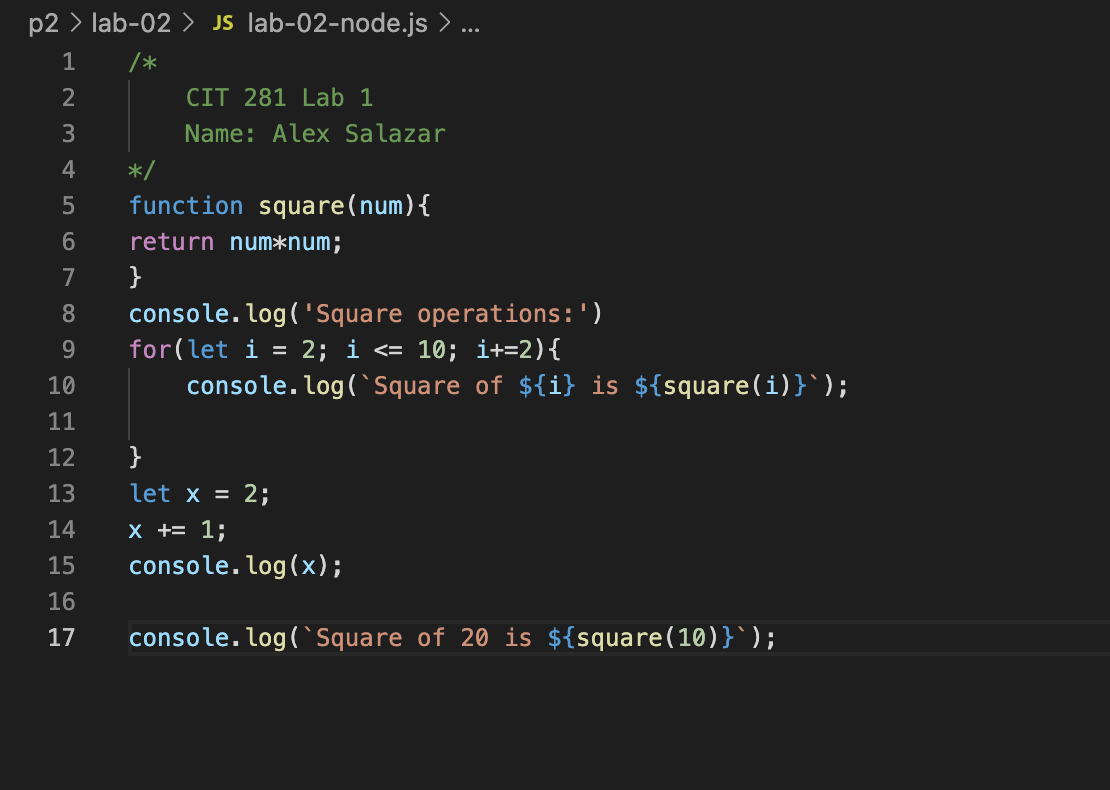 p2 > lab-02 > JS lab-02-node.js > ...
1 /*
2     CIT 281 Lab 1
3     Name: Alex Salazar
4 */
5 function square(num){
6 return num*num;
7 }
8 console.log('Square operations:')
9 for(let i = 2; i <= 10; i+=2){
10     console.log(`Square of ${i} is ${square(i)}`);
11
12 }
13 let x = 2;
14 x += 1;
15 console.log(x);
16
17 console.log(`Square of 20 is ${square(10)}`);